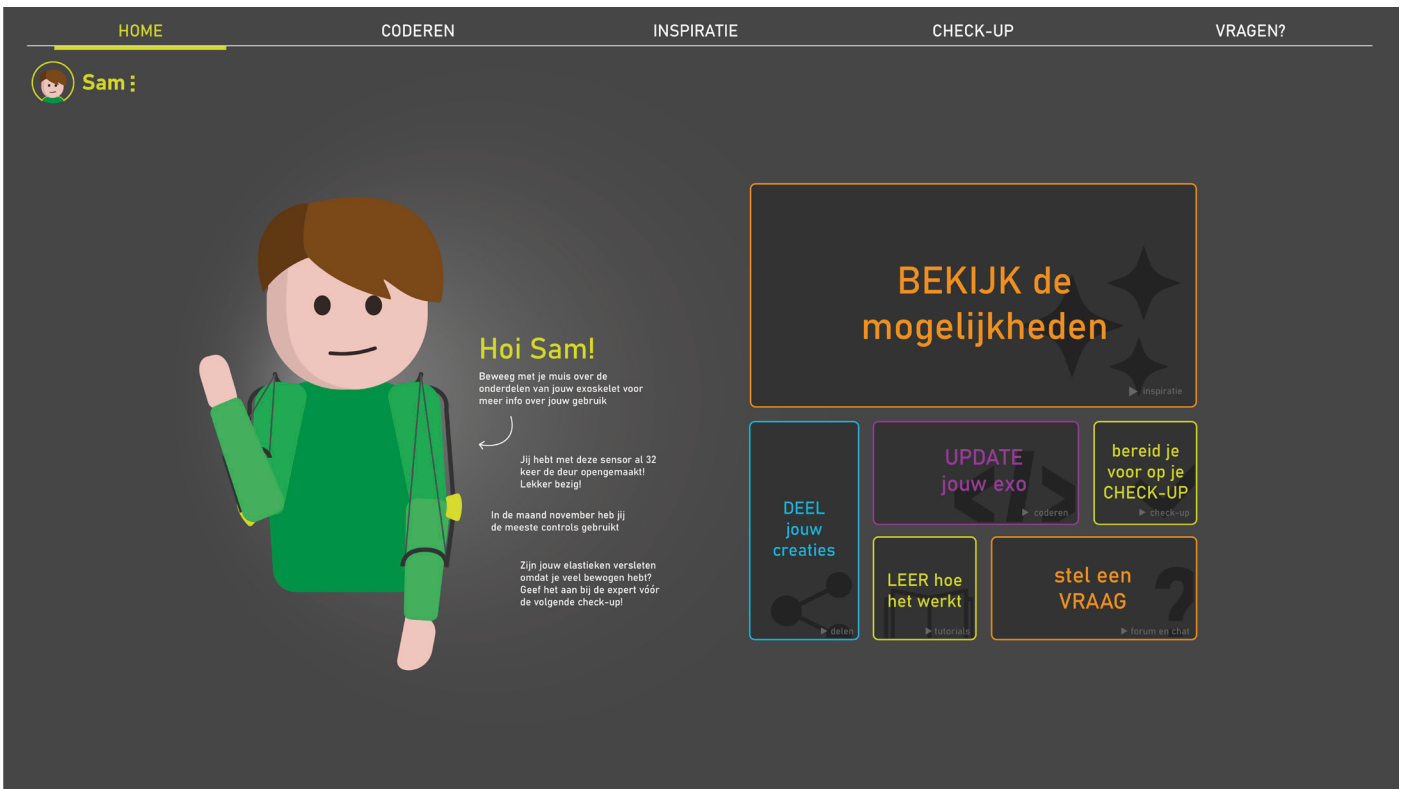 HOME CODEREN INSPIRATIE CHECK-UP VRAGEN?
Sam
Hoi Sam!
Beweeg met je muis over de
onderdelen van jouw exoskelet voor
meer info over jouw gebruik
Jij hebt met deze sensor al 32
keer de deur opengemaakt!
Lekker bezig!
In de maand november heb jij
de meeste controls gebruikt
Zijn jouw elastieken versleten
omdat je veel bewogen hebt?
Geef het aan bij de expert vóór
de volgende check-up!
BEKIJK de
mogelijkheden
inspiratie
DEEL
jouw
creaties
delen
UPDATE
jouw exo
</>
coderen
bereid je
voor op je
CHECK-UP
check-up
LEER hoe
het werkt
tutorials
stel een
VRAAG
?
forum en chat